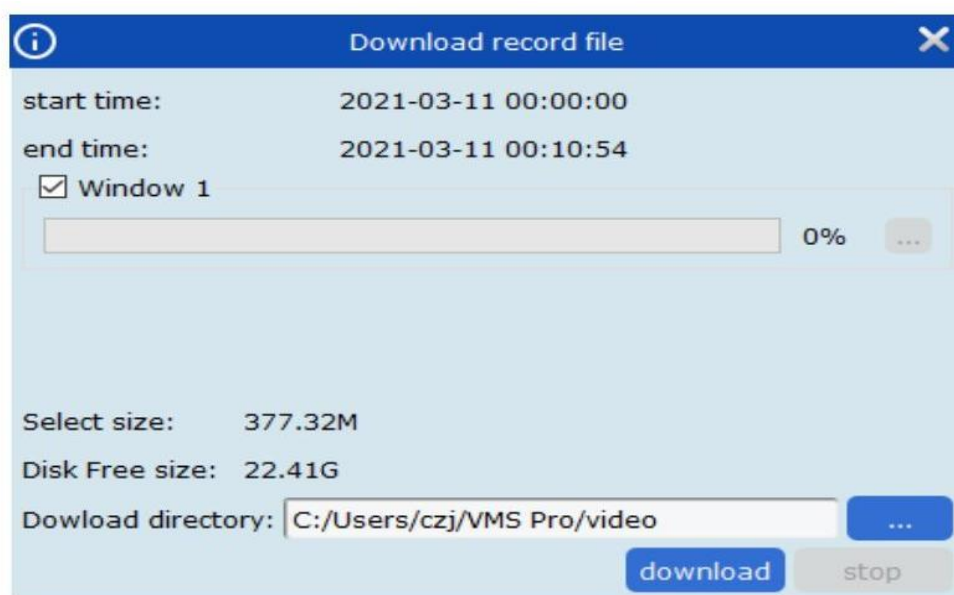 Download record file
start time: 2021-03-11 00:00:00
end time: 2021-03-11 00:10:54
Window 1
0% ...
Select size: 377.32M
Disk Free size: 22.41G
Dowload directory: C:/Users/czj/VMS Pro/video ...
download stop